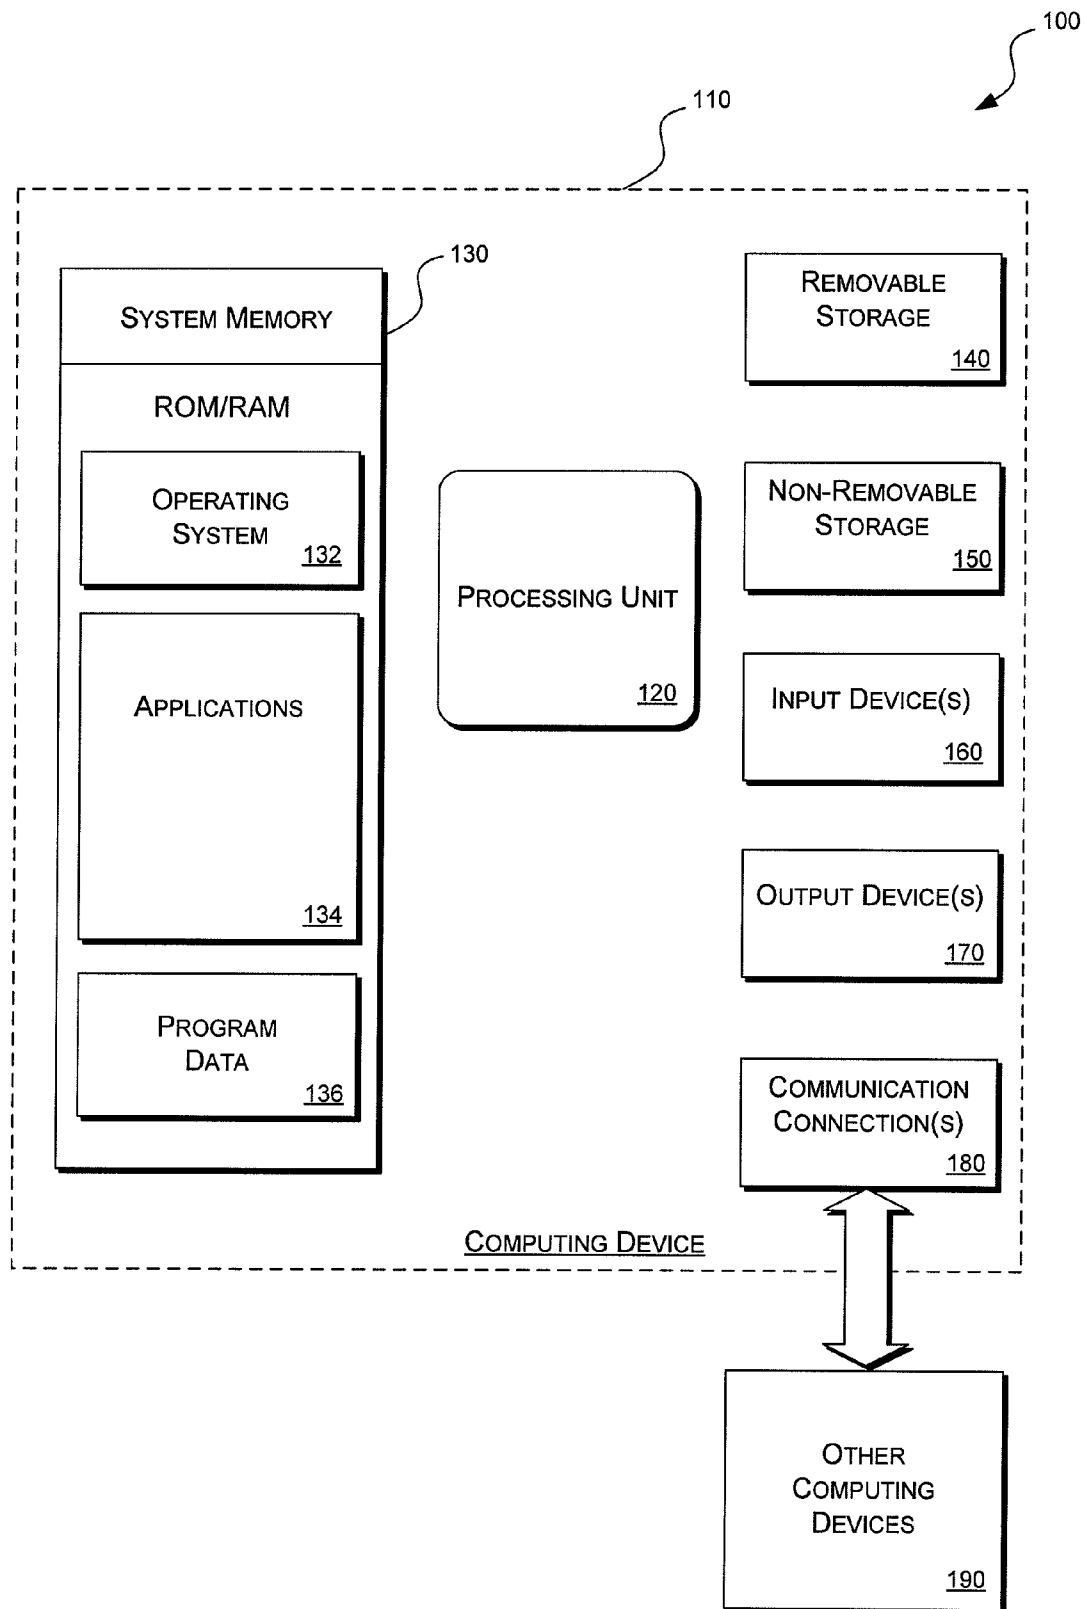 100
110
130
SYSTEM MEMORY
ROM/RAM
OPERATING
SYSTEM
132
APPLICATIONS
134
PROGRAM
DATA
136
PROCESSING UNIT
120
REMOVABLE
STORAGE
140
NON-REMOVABLE
STORAGE
150
INPUT DEVICE(S)
160
OUTPUT DEVICE(S)
170
COMMUNICATION
CONNECTION(S)
180
COMPUTING DEVICE
OTHER
COMPUTING
DEVICES
190